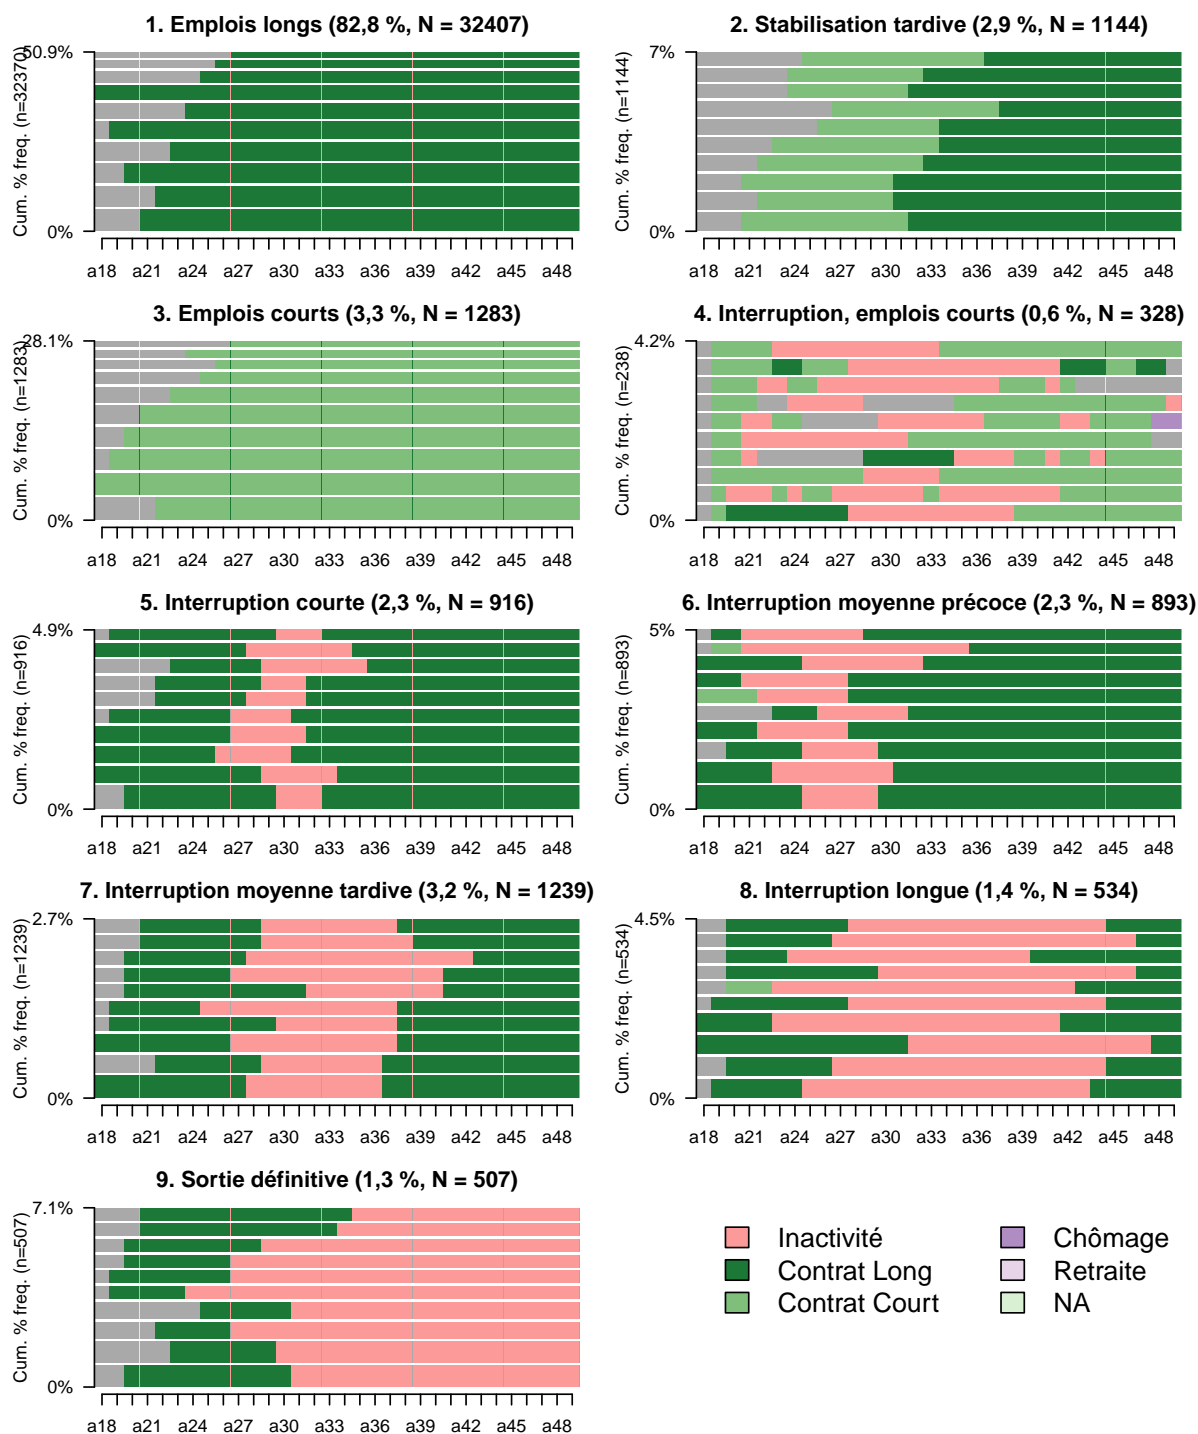 1. Emplois longs (82,8 %, N = 32407)
Cum. % freq. (n=32370)
50.9%
0%
a18 a21 a24 a27 a30 a33 a36 a39 a42 a45 a48
2. Stabilisation tardive (2,9 %, N = 1144)
Cum. % freq. (n=1144)
7%
0%
a18 a21 a24 a27 a30 a33 a36 a39 a42 a45 a48
3. Emplois courts (3,3 %, N = 1283)
Cum. % freq. (n=1283)
28.1%
0%
a18 a21 a24 a27 a30 a33 a36 a39 a42 a45 a48
4. Interruption, emplois courts (0,6 %, N = 328)
Cum. % freq. (n=238)
4.2%
0%
a18 a21 a24 a27 a30 a33 a36 a39 a42 a45 a48
5. Interruption courte (2,3 %, N = 916)
Cum. % freq. (n=916)
4.9%
0%
a18 a21 a24 a27 a30 a33 a36 a39 a42 a45 a48
6. Interruption moyenne précoce (2,3 %, N = 893)
Cum. % freq. (n=893)
5%
0%
a18 a21 a24 a27 a30 a33 a36 a39 a42 a45 a48
7. Interruption moyenne tardive (3,2 %, N = 1239)
Cum. % freq. (n=1239)
2.7%
0%
a18 a21 a24 a27 a30 a33 a36 a39 a42 a45 a48
8. Interruption longue (1,4 %, N = 534)
Cum. % freq. (n=534)
4.5%
0%
a18 a21 a24 a27 a30 a33 a36 a39 a42 a45 a48
9. Sortie définitive (1,3 %, N = 507)
Cum. % freq. (n=507)
7.1%
0%
a18 a21 a24 a27 a30 a33 a36 a39 a42 a45 a48
Inactivité
Contrat Long
Contrat Court
Chômage
Retraite
NA